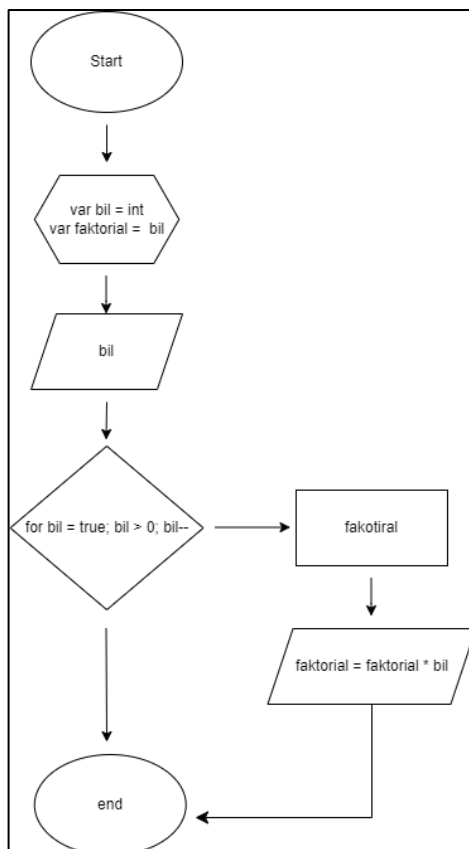 Start
var bil = int
var faktorial =  bil
bil
for bil = true; bil > 0; bil--
fakotiral
faktorial = faktorial * bil
end